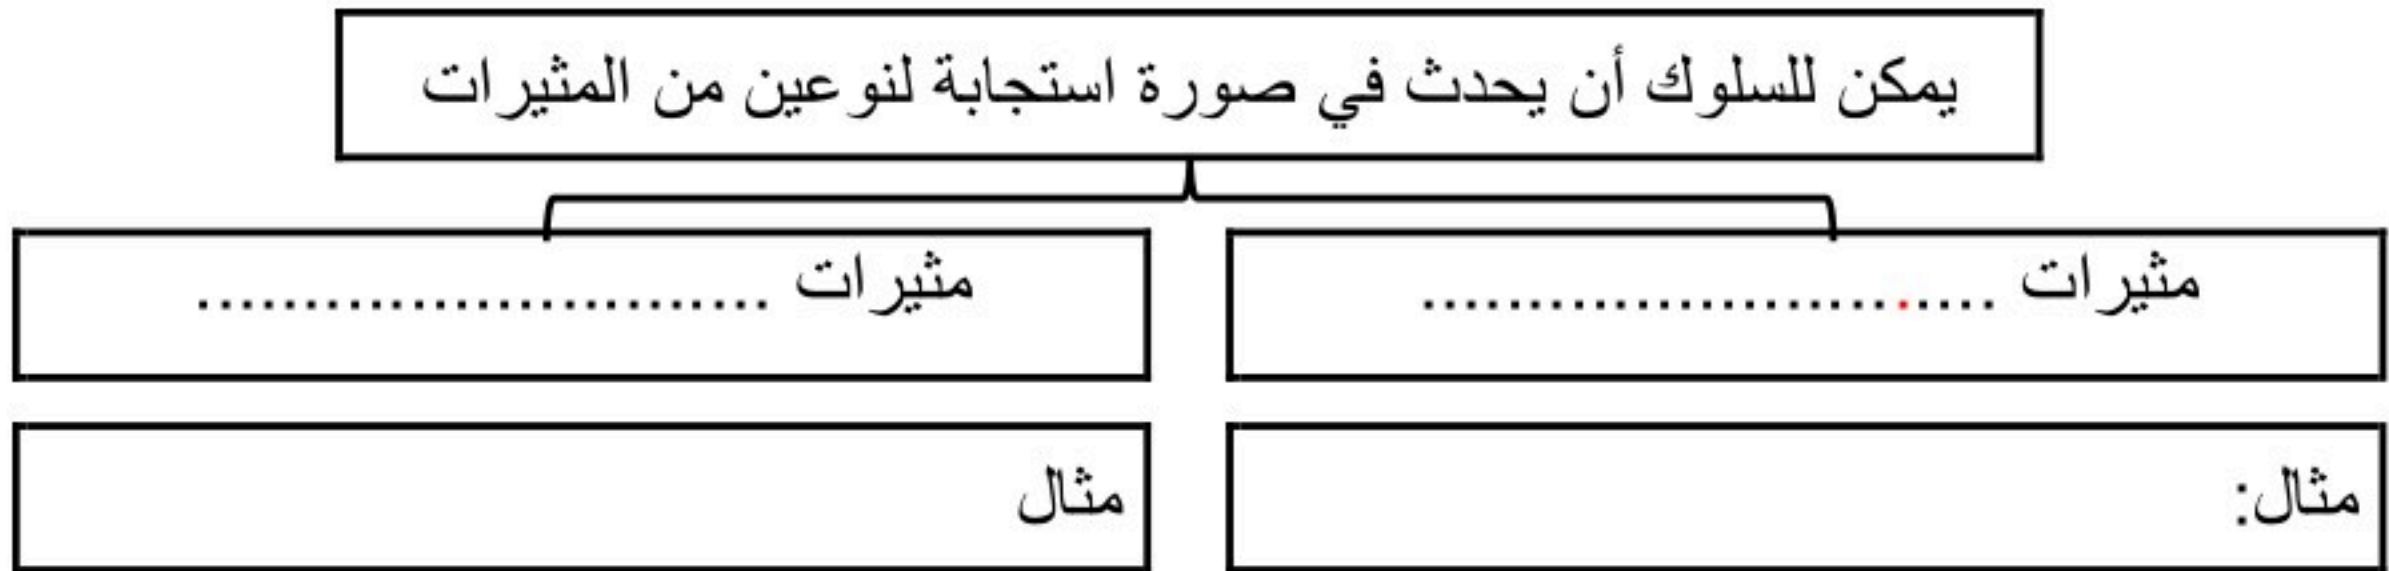 يمكن للسلوك أن يحدث في صورة استجابة لنوعين من المثيرات
مثيرات ...........................
مثيرات ...........................
مثال:
مثال